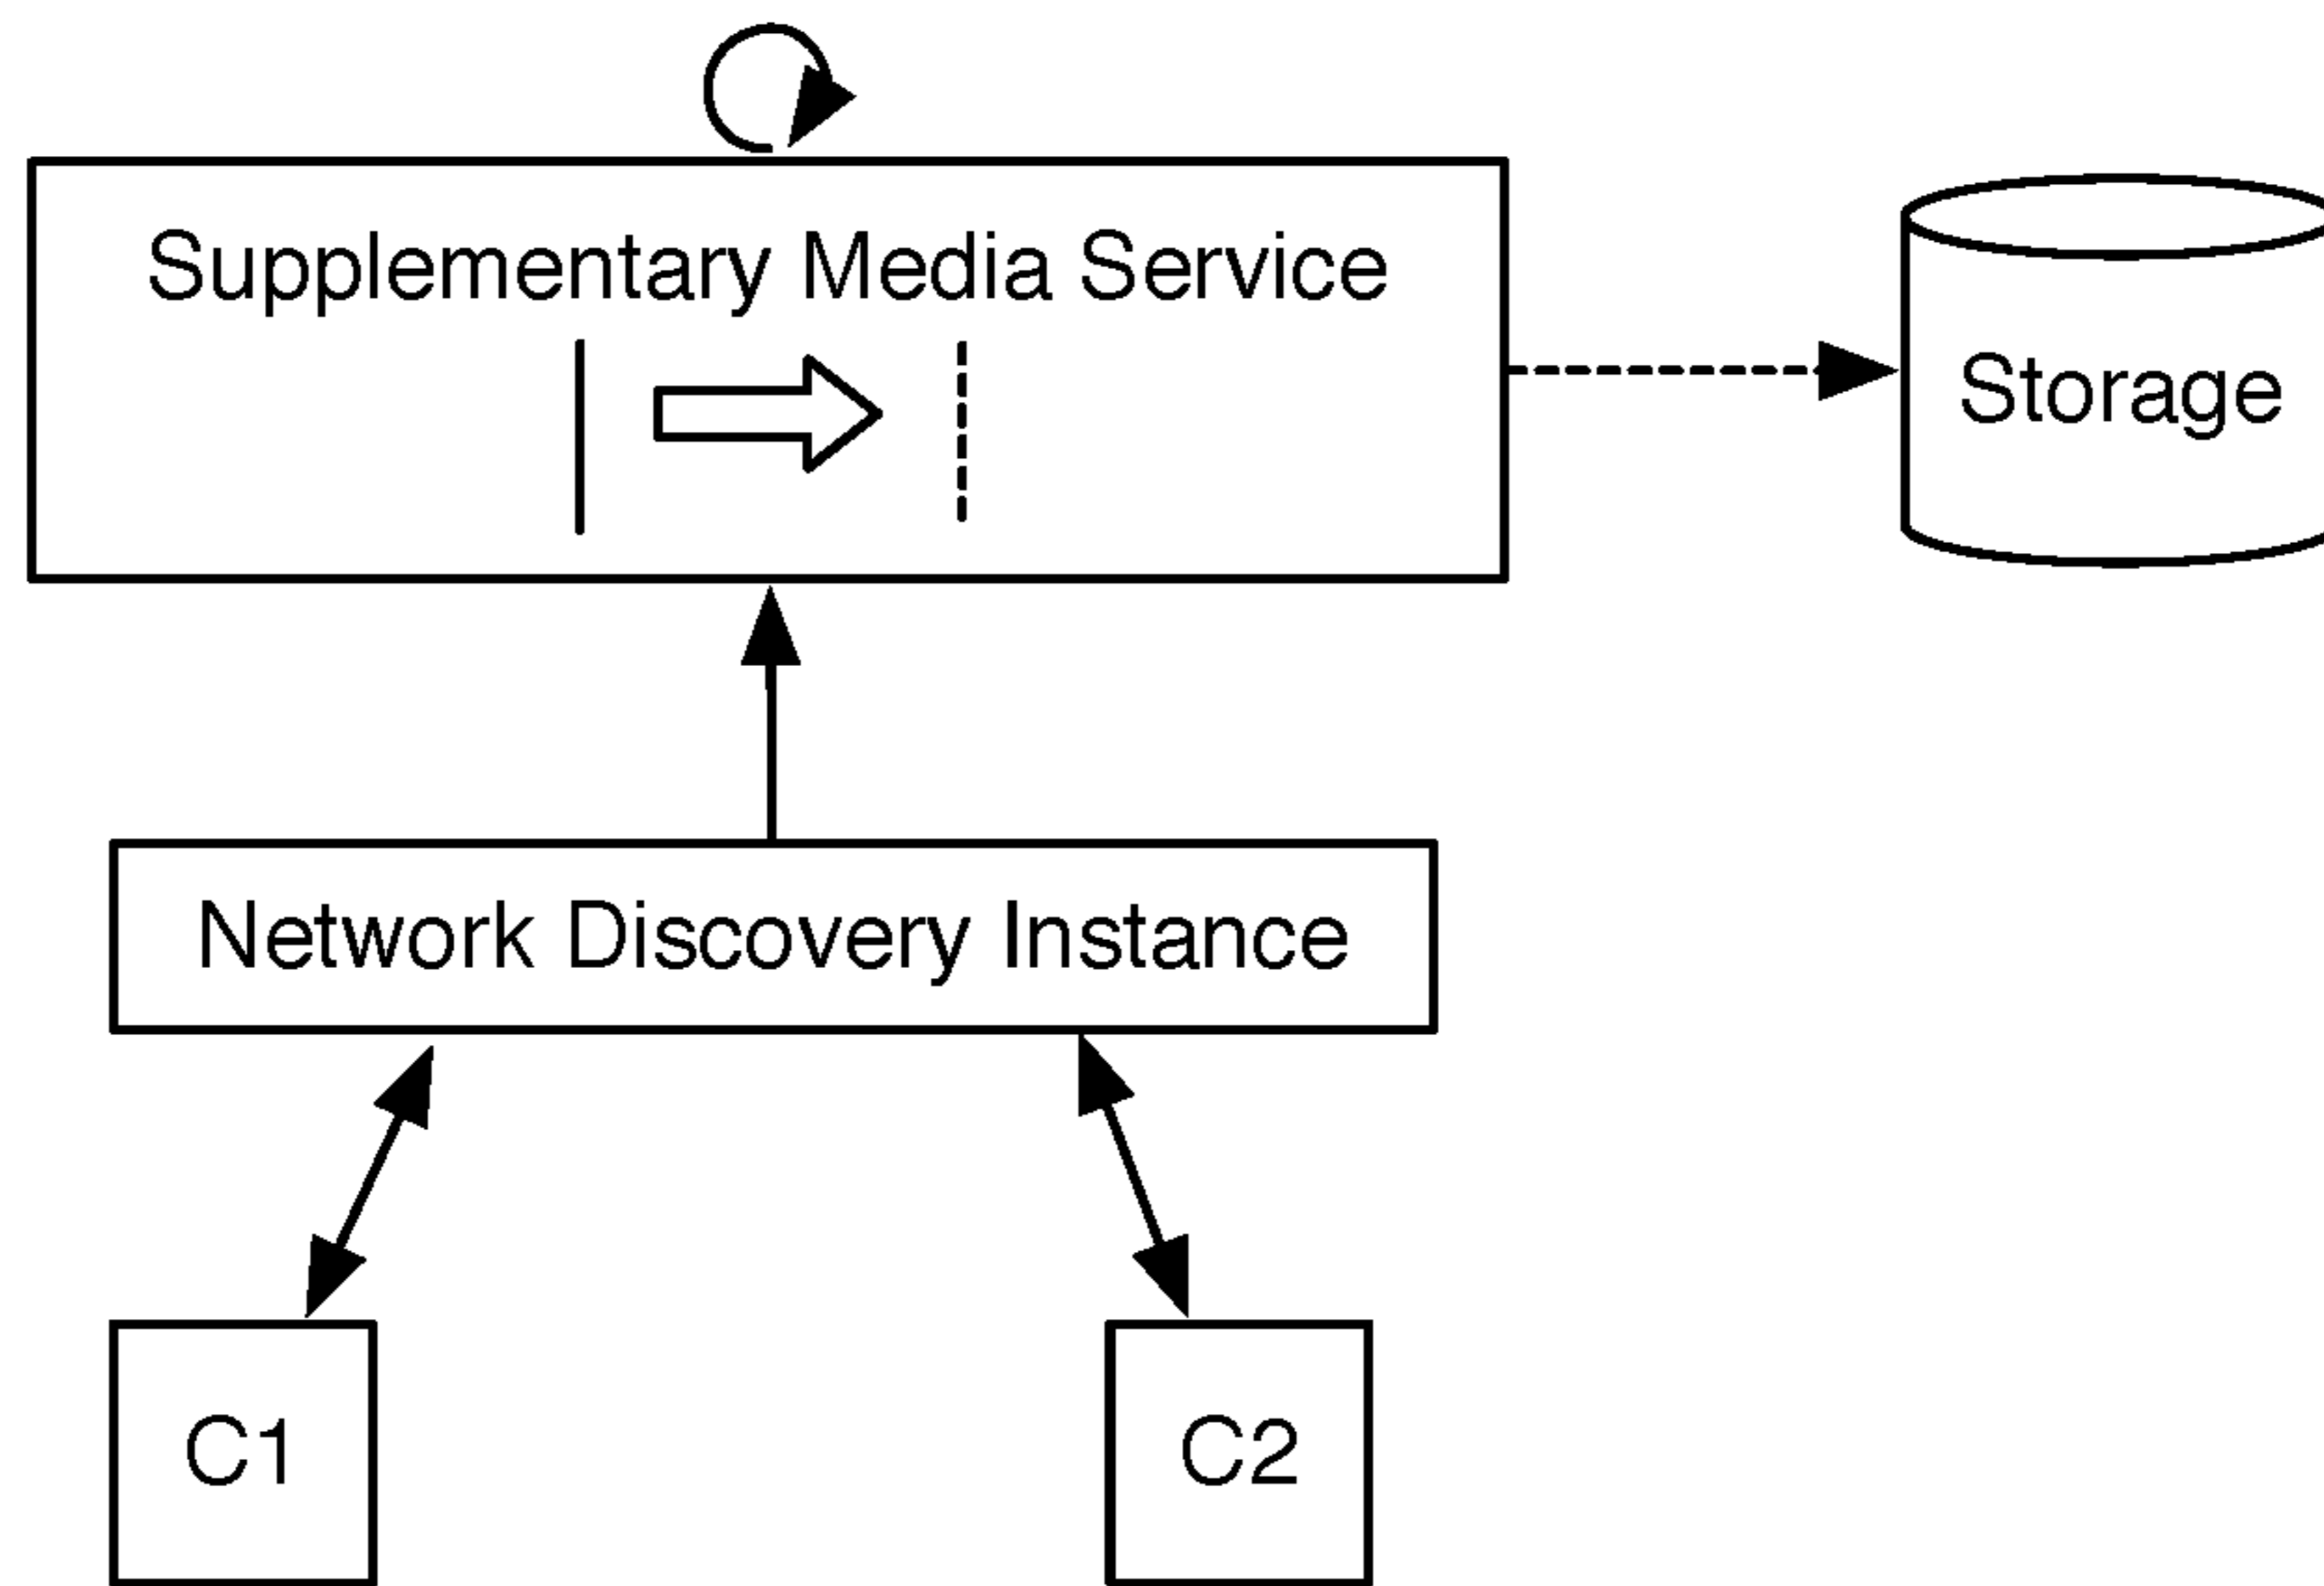 Supplementary Media Service
Storage
Network Discovery Instance
C1
C2